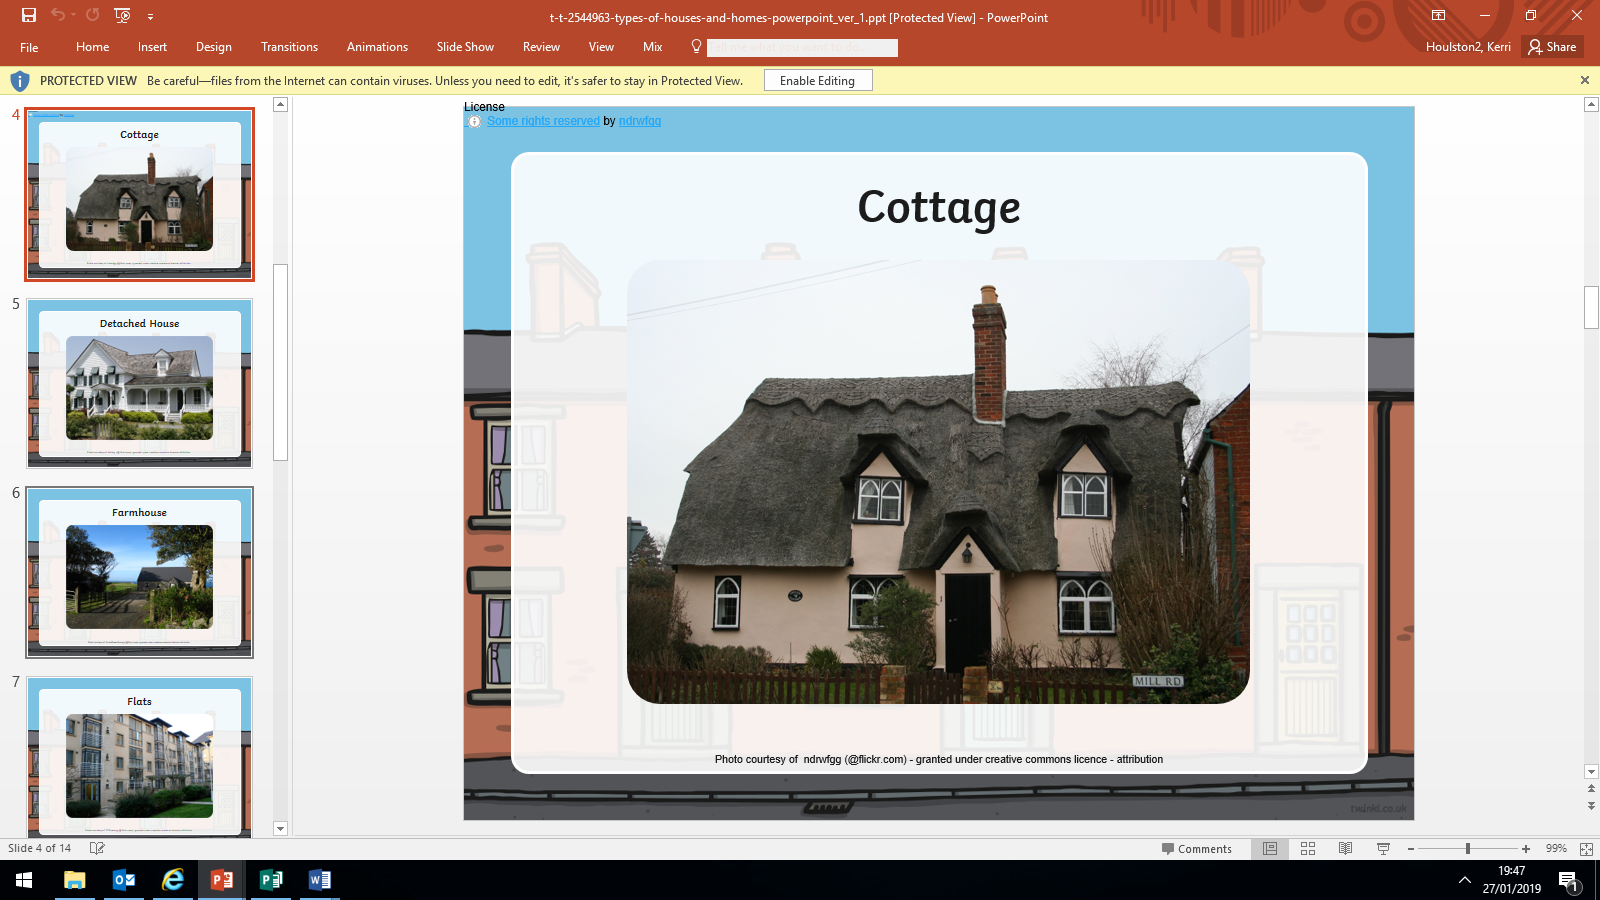 t-t-2544963-types-of-houses-and-homes-powerpoint_ver_1.ppt [Protected View] - PowerPoint
File Home Insert Design Transitions Animations Slide Show Review View Mix
Houlston2, Kerri Share
PROTECTED VIEW Be careful—files from the Internet can contain viruses. Unless you need to edit, it's safer to stay in Protected View. Enable Editing
4
Cottage
5
Detached House
6
Farmhouse
7
Flats
License
Some rights reserved by ndrwfgg
Cottage
MILL RD
Photo courtesy of ndrwfgg (@flickr.com) - granted under creative commons licence - attribution
twinkl.co.uk
Slide 4 of 14
Comments
99%
19:47
27/01/2019
1